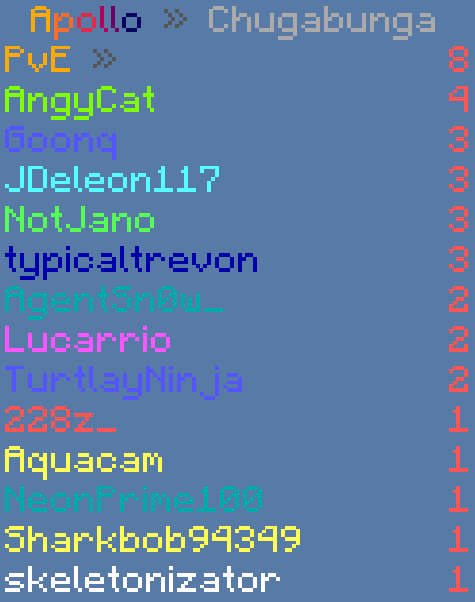 Apollo » Chugabunga
PvE » 8
AngyCat 4
Goonq 3
JDeleon117 3
NotJano 3
typicaltrevon 3
AgentSn0w_ 2
Lucarrio 2
TurtlayNinja 2
228z_ 1
Aquacam 1
NeonPrime100 1
Sharkbob94349 1
skeletonizator 1